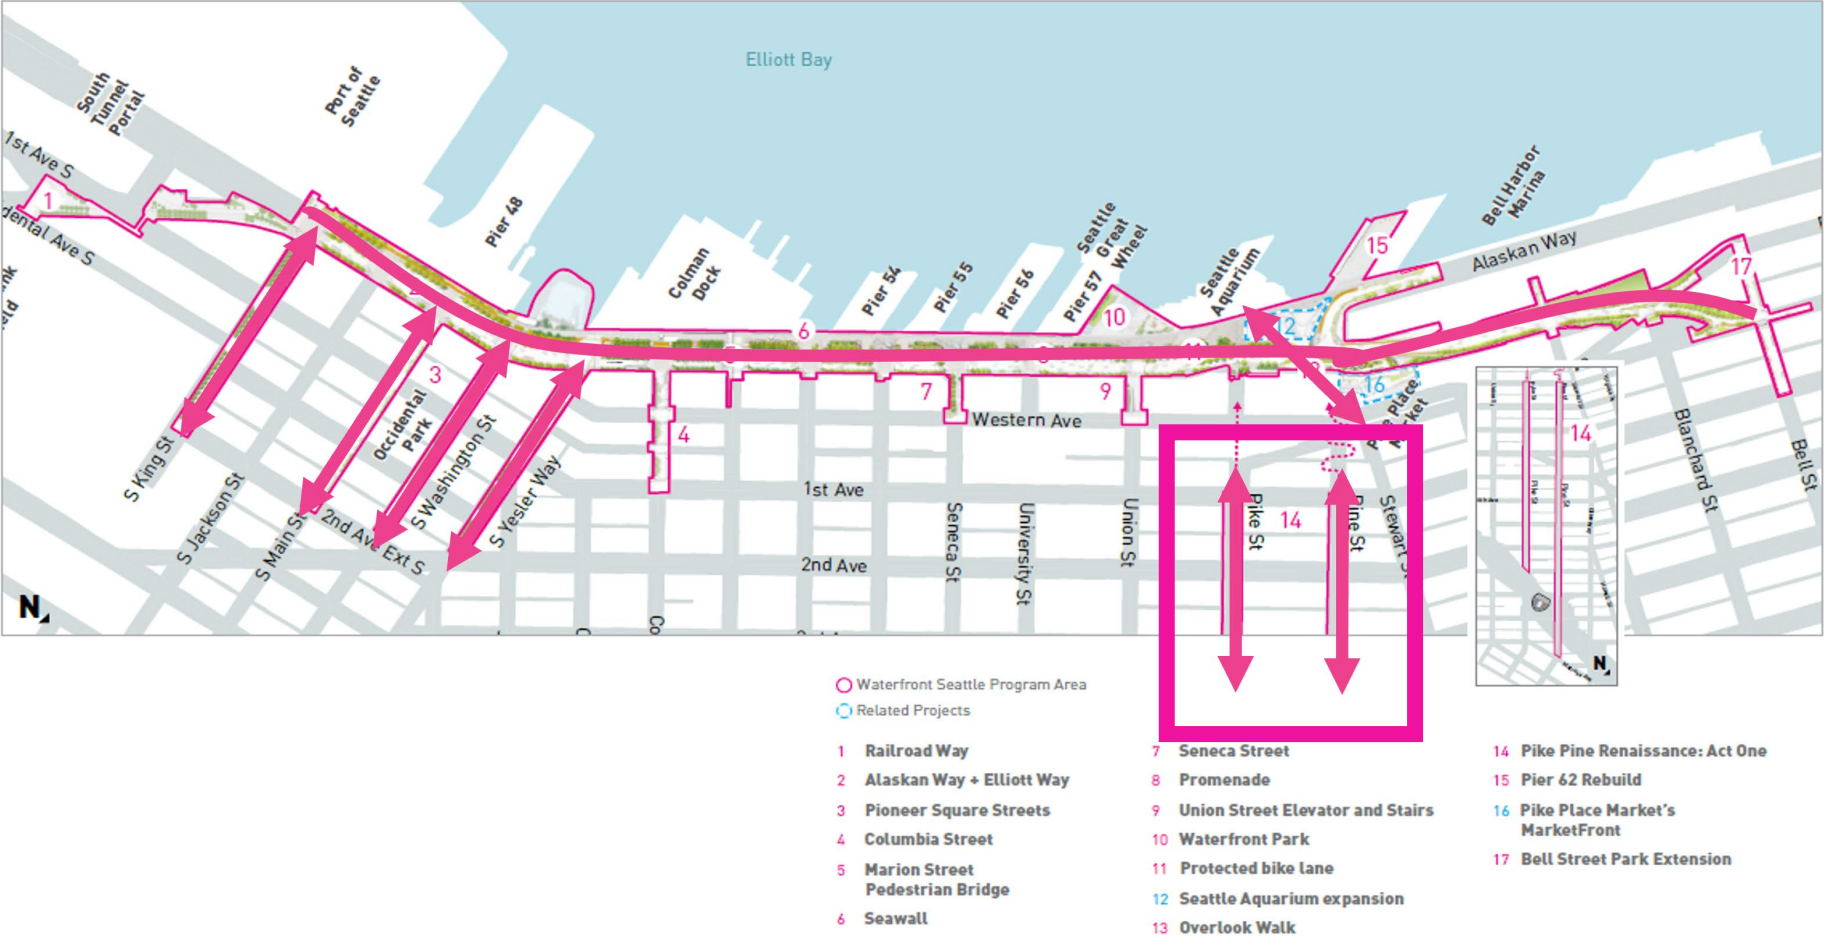 Elliott Bay
South
Tunnel
Portal
Port of
Seattle
1st Ave S
1
dental Ave S
Pier 48
Colman
Dock
Pier 54
Pier 55
Pier 56
Pier 57
Seattle
Great
Wheel
Seattle
Aquarium
Bell Harbor
Marina
Alaskan Way
15
17
10
12
6
3
Occidental
Park
7
9
16
4
Western Ave
1st Ave
2nd Ave
S King St
S Jackson St
S Main St
2nd Ave Ext S
S Washington St
S Yesler Way
Seneca St
University St
Union St
Pike St
14
Pine St
Stewart St
14
Pike St
Pine St
N
Blanchard St
Bell St
N
Waterfront Seattle Program Area
Related Projects
1 Railroad Way
2 Alaskan Way + Elliott Way
3 Pioneer Square Streets
4 Columbia Street
5 Marion Street
Pedestrian Bridge
6 Seawall
7 Seneca Street
8 Promenade
9 Union Street Elevator and Stairs
10 Waterfront Park
11 Protected bike lane
12 Seattle Aquarium expansion
13 Overlook Walk
14 Pike Pine Renaissance: Act One
15 Pier 62 Rebuild
16 Pike Place Market's
MarketFront
17 Bell Street Park Extension